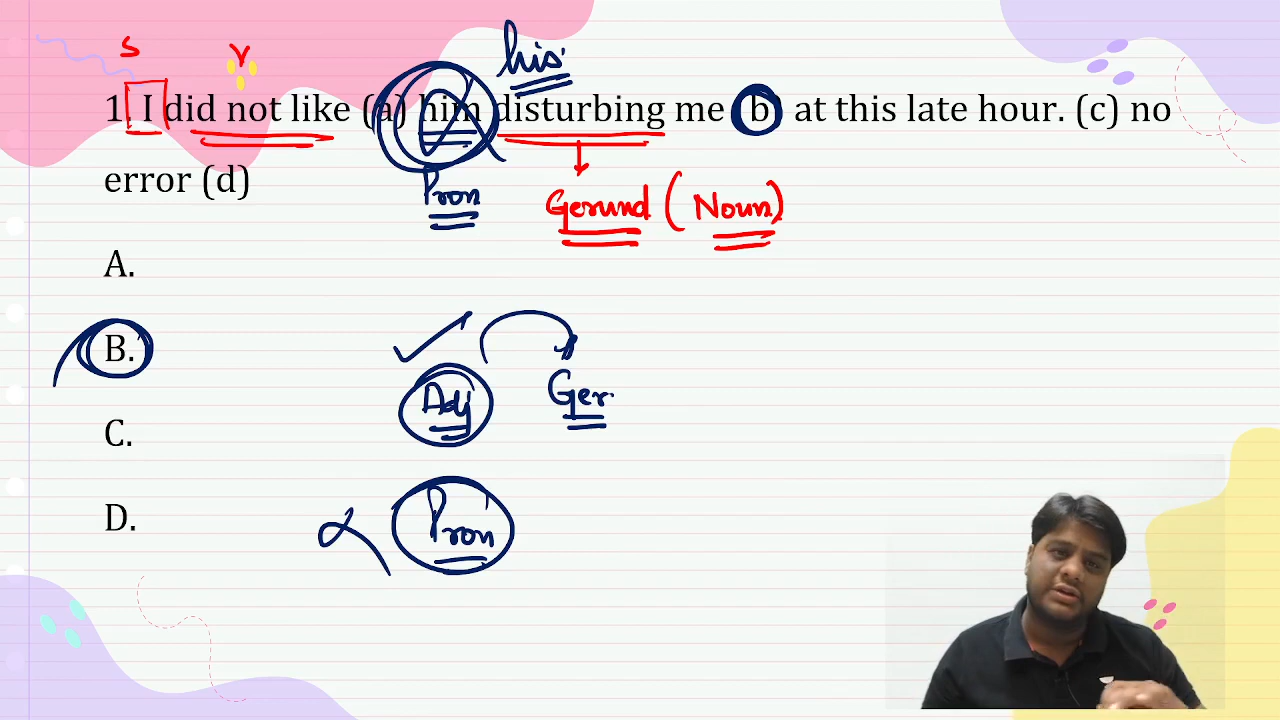 S V his
1. I did not like (a) him disturbing me (b) at this late hour. (c) no
error (d)
Pron Gerund (Noun)
A.
B.
Adj Ger.
C.
D. Pron